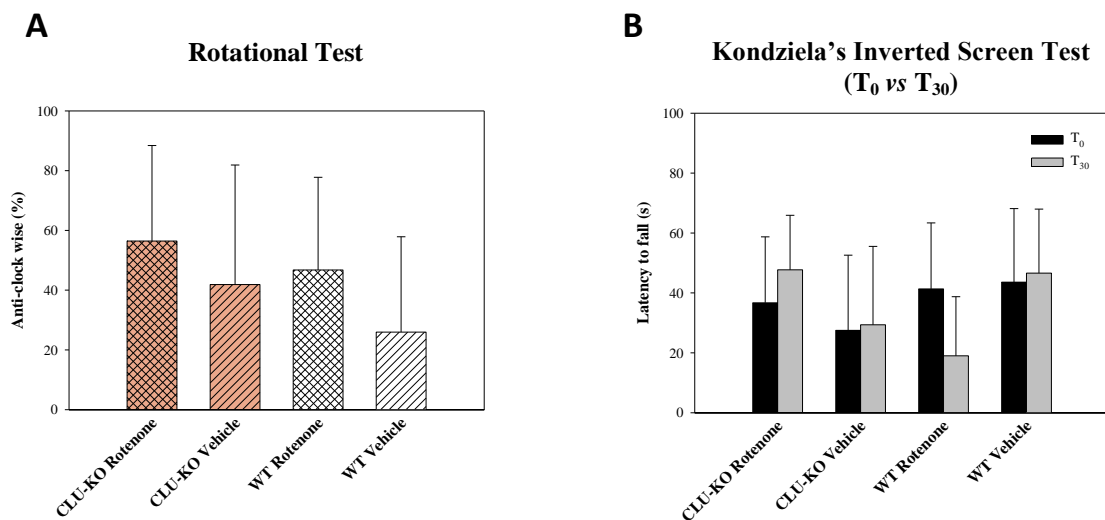 A
Rotational Test
100
80
60
40
20
0
Anti-clock wise (%)
CLU-KO Rotenone
CLU-KO Vehicle
WT Rotenone
WT Vehicle
B
Kondziela's Inverted Screen Test
(T0 vs T30)
100
80
60
40
20
0
Latency to fall (s)
T0
T30
CLU-KO Rotenone
CLU-KO Vehicle
WT Rotenone
WT Vehicle